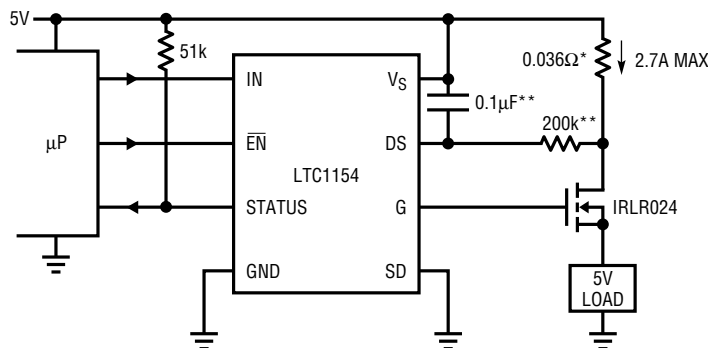 5V
51k
0.036Ω*
2.7A MAX
IN
VS
0.1µF**
200k**
µP
EN
DS
LTC1154
STATUS
G
IRLR024
GND
SD
5V
LOAD